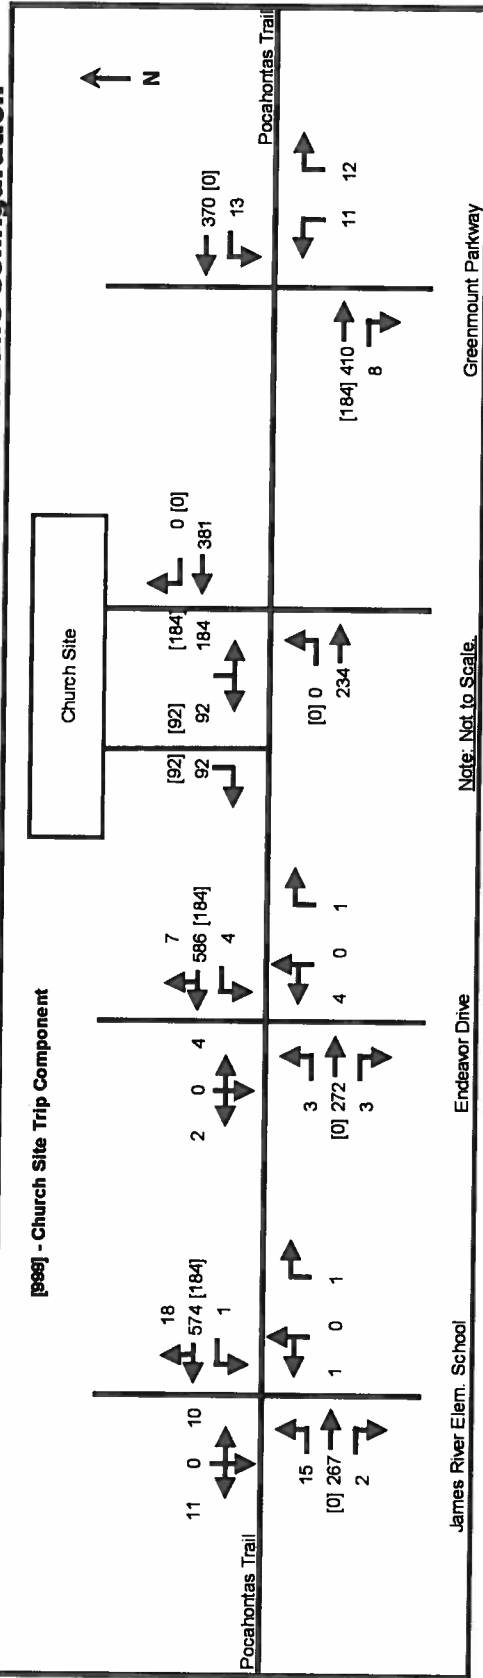 [999] - Church Site Trip Component
Church Site
N
Pocahontas Trail
11 0 10
18
574 [184]
1
15
[0] 267
2
1 0 1
James River Elem. School
2 0 4
7
586 [184]
4
3
[0] 272
3
4 0 1
Endeavor Drive
[92]
92
[92] [184]
92 184
0 [0]
381
[0] 0
234
Note: Not to Scale.
370 [0]
13
[184] 410
8
11 12
Greenmount Parkway
Pocahontas Trail